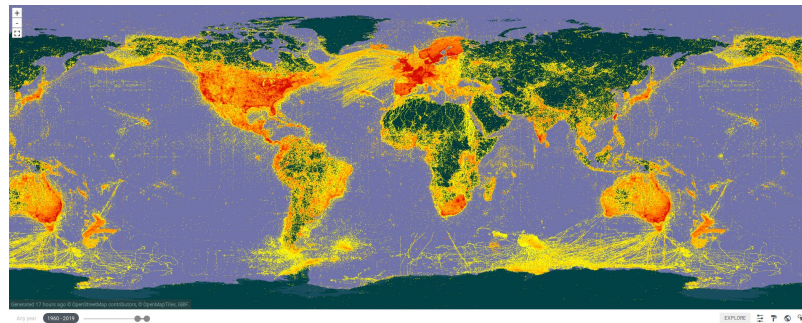 +
-
Generated 17 hours ago © OpenStreetMap contributors, © OpenMapTiles, GBIF
Any year 1960 - 2019 EXPLORE